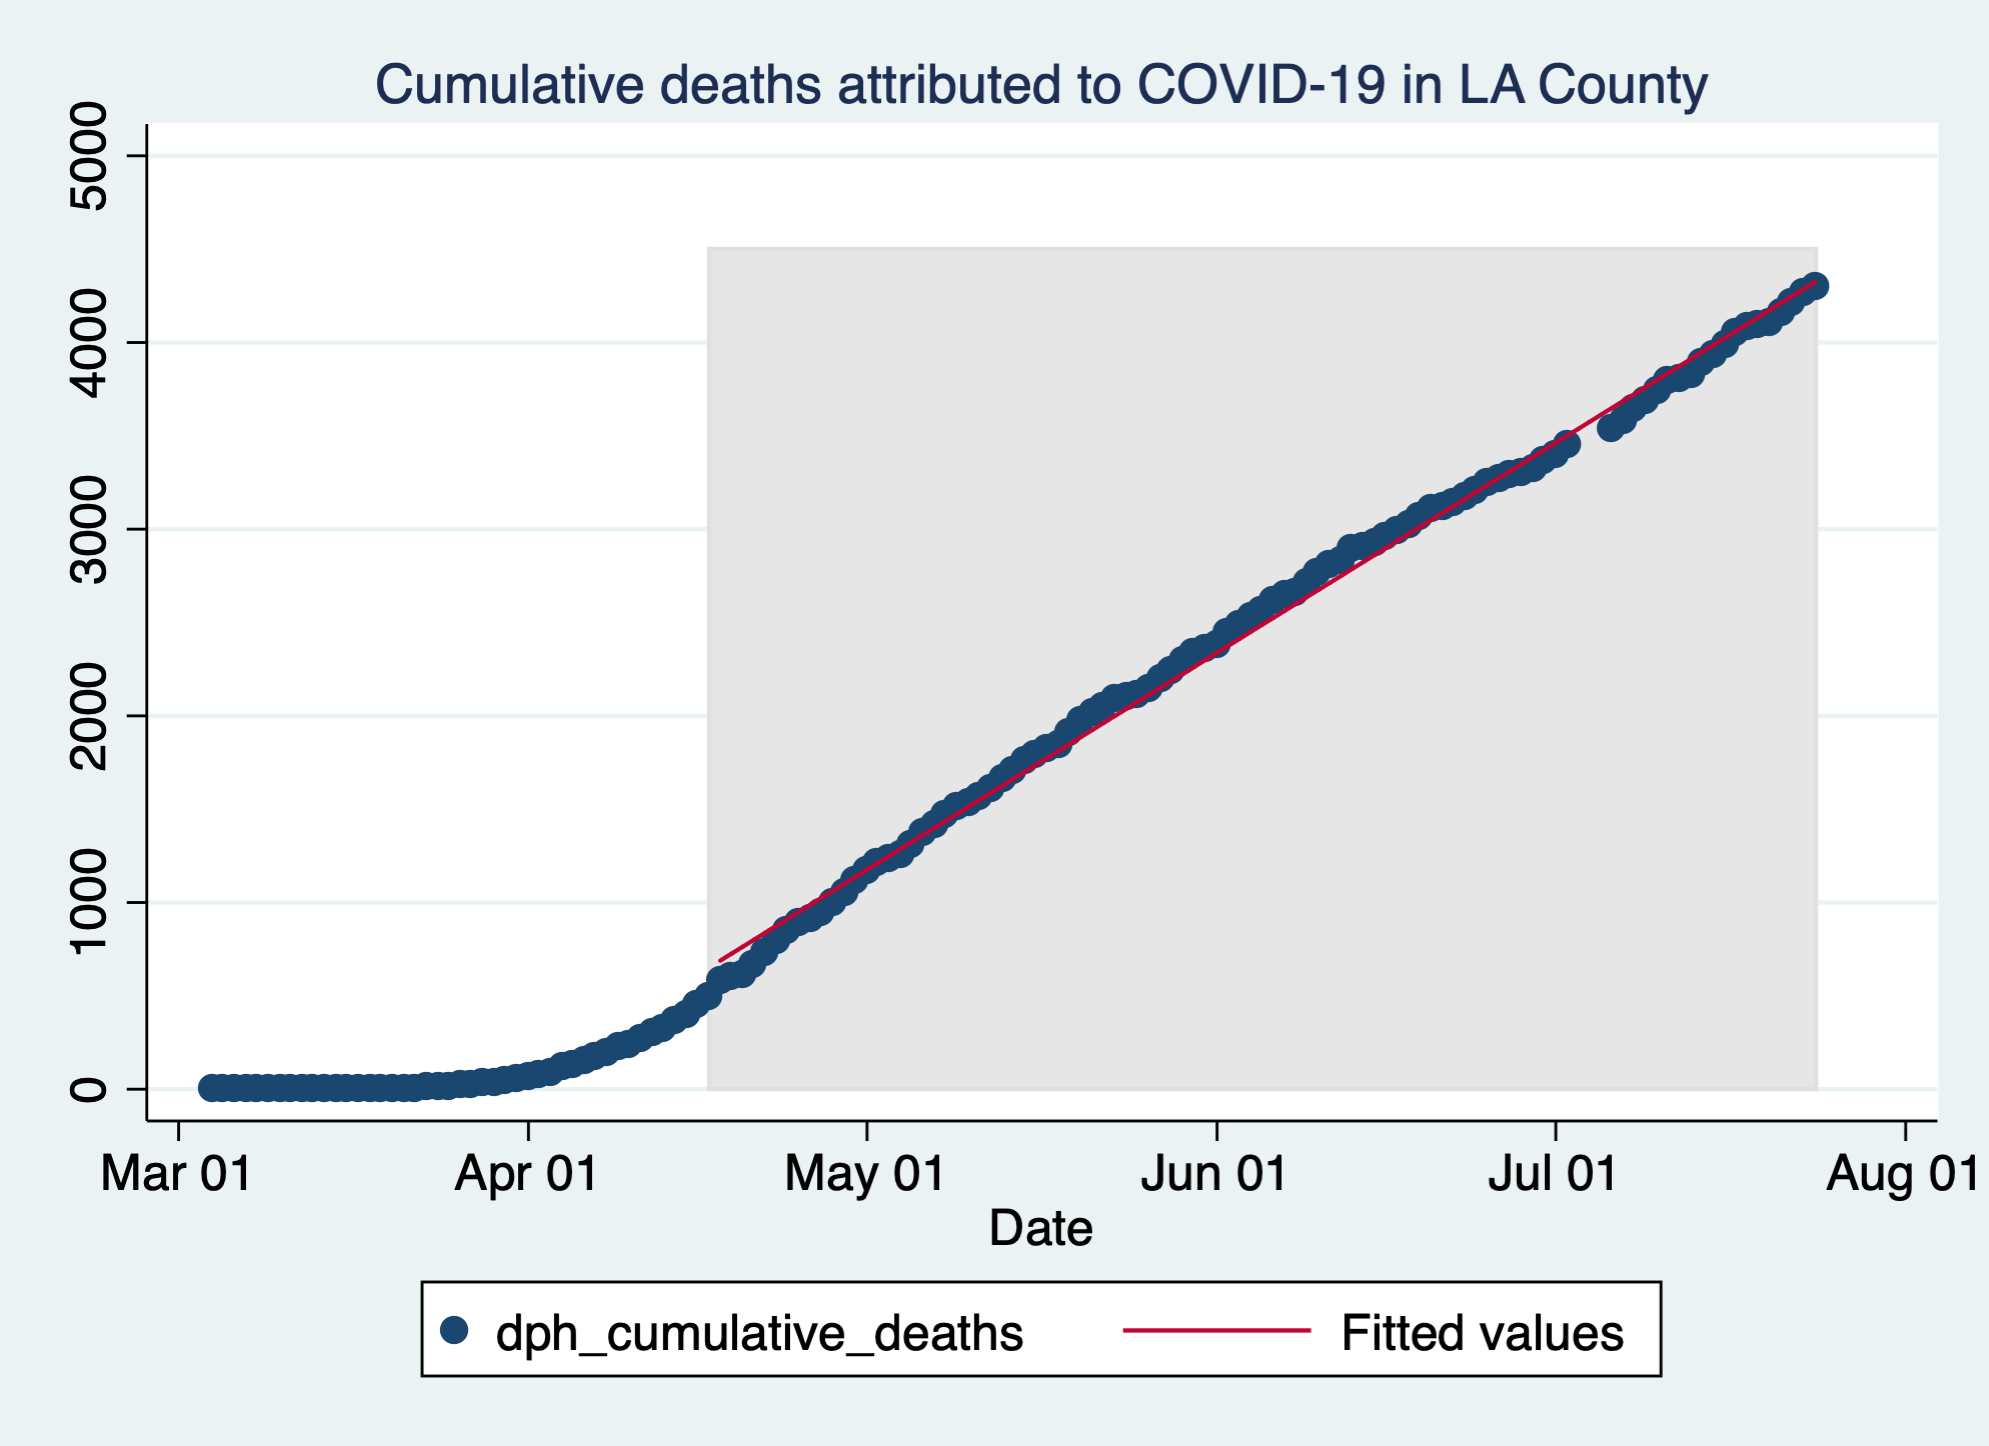 Cumulative deaths attributed to COVID-19 in LA County
5000
4000
3000
2000
1000
0
Mar 01 Apr 01 May 01 Jun 01 Jul 01 Aug 01
Date
dph_cumulative_deaths Fitted values